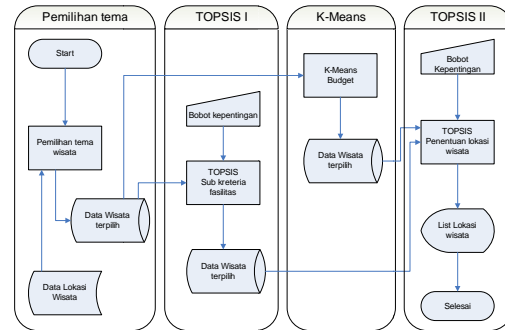 Pemilihan tema
TOPSIS I
K-Means
TOPSIS II
Start
Pemilihan tema
wisata
Data Wisata
terpilih
Data Lokasi
Wisata
Bobot kepentingan
TOPSIS
Sub kreteria
fasilitas
Data Wisata
terpilih
K-Means
Budget
Data Wisata
terpilih
Bobot
Kepentingan
TOPSIS
Penentuan lokasi
wisata
List Lokasi
wisata
Selesai